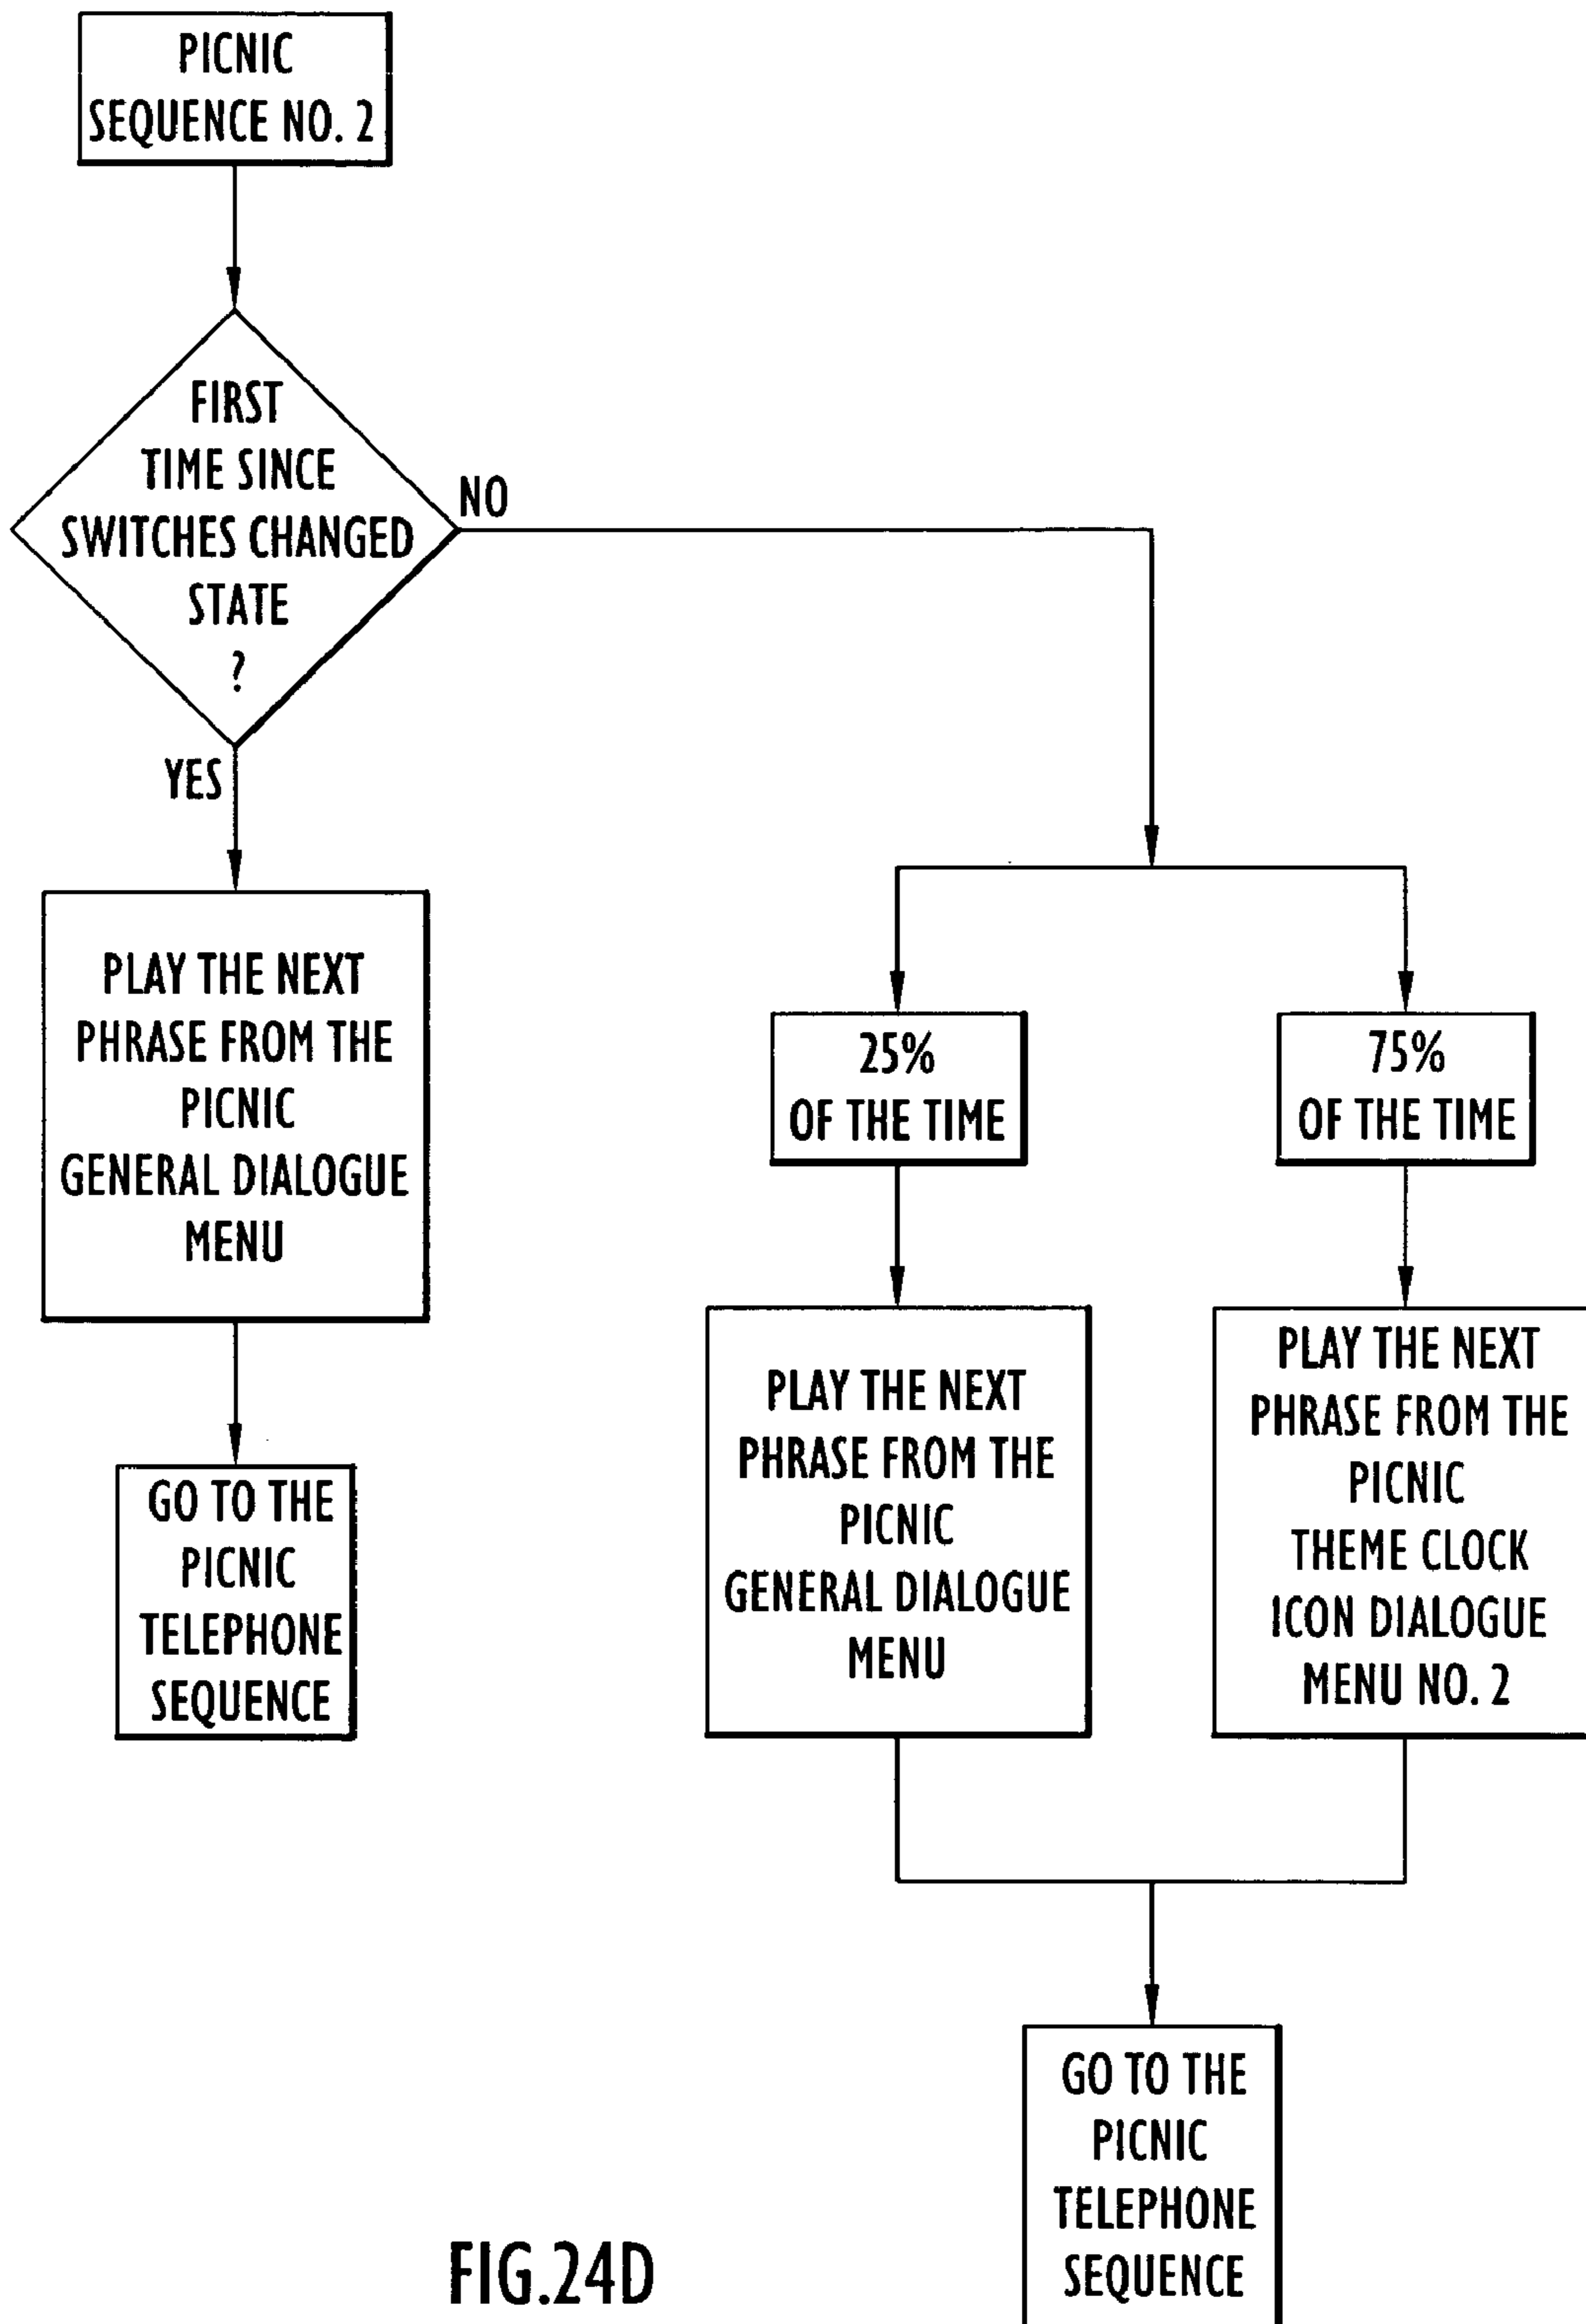 PICNIC
SEQUENCE NO. 2
FIRST
TIME SINCE
SWITCHES CHANGED
STATE
?
NO
YES
PLAY THE NEXT
PHRASE FROM THE
PICNIC
GENERAL DIALOGUE
MENU
GO TO THE
PICNIC
TELEPHONE
SEQUENCE
25%
OF THE TIME
75%
OF THE TIME
PLAY THE NEXT
PHRASE FROM THE
PICNIC
GENERAL DIALOGUE
MENU
PLAY THE NEXT
PHRASE FROM THE
PICNIC
THEME CLOCK
ICON DIALOGUE
MENU NO. 2
GO TO THE
PICNIC
TELEPHONE
SEQUENCE
FIG.24D